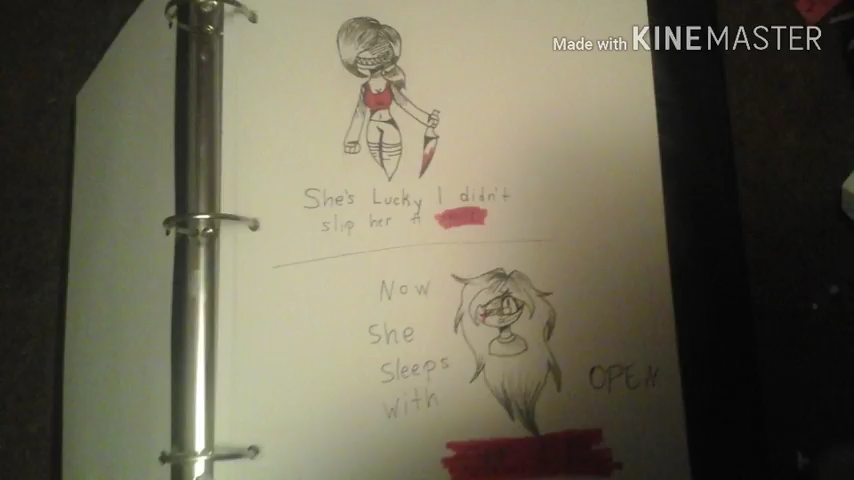 Made with KINEMASTER
She's Lucky I didn't
slip her A
Now
She
Sleeps
With
OPEN